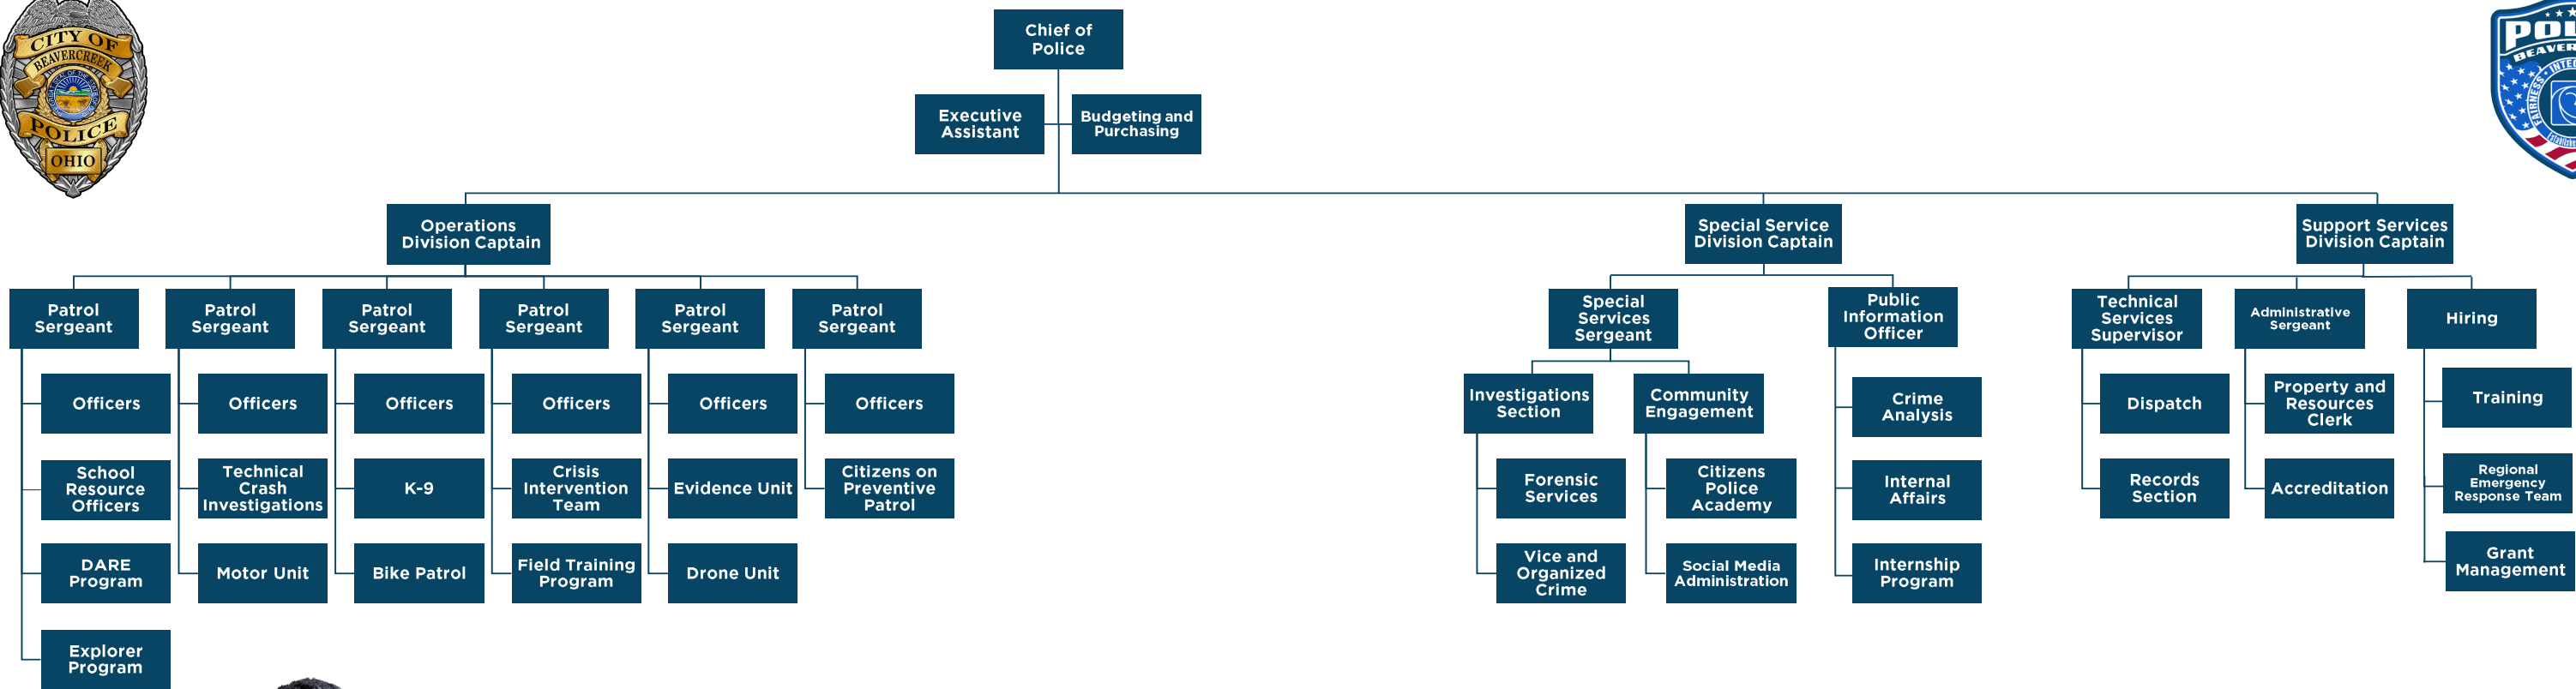 CITY OF
BEAVERCREEK
POLICE
OHIO
Chief of
Police
Executive
Assistant
Budgeting and
Purchasing
Operations
Division Captain
Special Service
Division Captain
Support Services
Division Captain
Patrol
Sergeant
Patrol
Sergeant
Patrol
Sergeant
Patrol
Sergeant
Patrol
Sergeant
Patrol
Sergeant
Special
Services
Sergeant
Public
Information
Officer
Technical
Services
Supervisor
Administrative
Sergeant
Hiring
Officers
School
Resource
Officers
DARE
Program
Explorer
Program
Officers
Technical
Crash
Investigations
Motor Unit
Officers
K-9
Bike Patrol
Officers
Crisis
Intervention
Team
Field Training
Program
Officers
Evidence Unit
Drone Unit
Officers
Citizens on
Preventive
Patrol
Investigations
Section
Forensic
Services
Vice and
Organized
Crime
Community
Engagement
Citizens
Police
Academy
Social Media
Administration
Crime
Analysis
Internal
Affairs
Internship
Program
Dispatch
Records
Section
Property and
Resources
Clerk
Accreditation
Training
Regional
Emergency
Response Team
Grant
Management
POL
BEAVER
FAIRNESS
INTEG